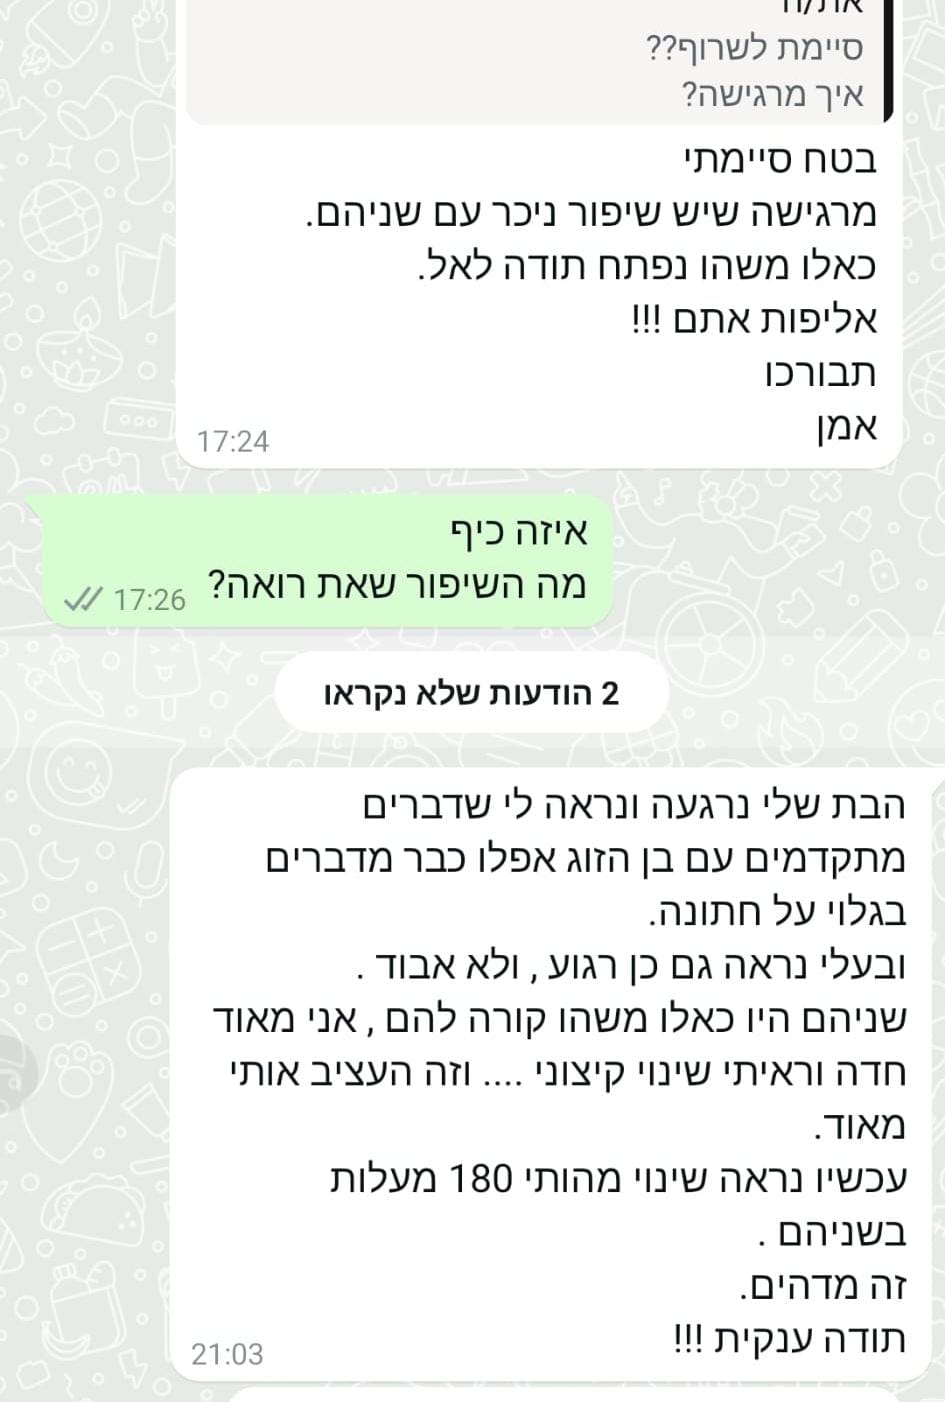 סיימת לשרוף??
איך מרגישה?
בטח סיימתי
מרגישה שיש שיפור ניכר עם שניהם.
כאלו משהו נפתח תודה לאל.
אליפות אתם !!!
תבורכו
אמן
17:24
איזה כיף
מה השיפור שאת רואה?
17:26
2 הודעות שלא נקראו
הבת שלי נרגעה ונראה לי שדברים
מתקדמים עם בן הזוג אפלו כבר מדברים
בגלוי על חתונה.
ובעלי נראה גם כן רגוע , ולא אבוד .
שניהם היו כאלו משהו קורה להם , אני מאוד
חדה וראיתי שינוי קיצוני .... וזה העציב אותי
מאוד.
עכשיו נראה שינוי מהותי 180 מעלות
בשניהם .
זה מדהים.
תודה ענקית !!!
21:03